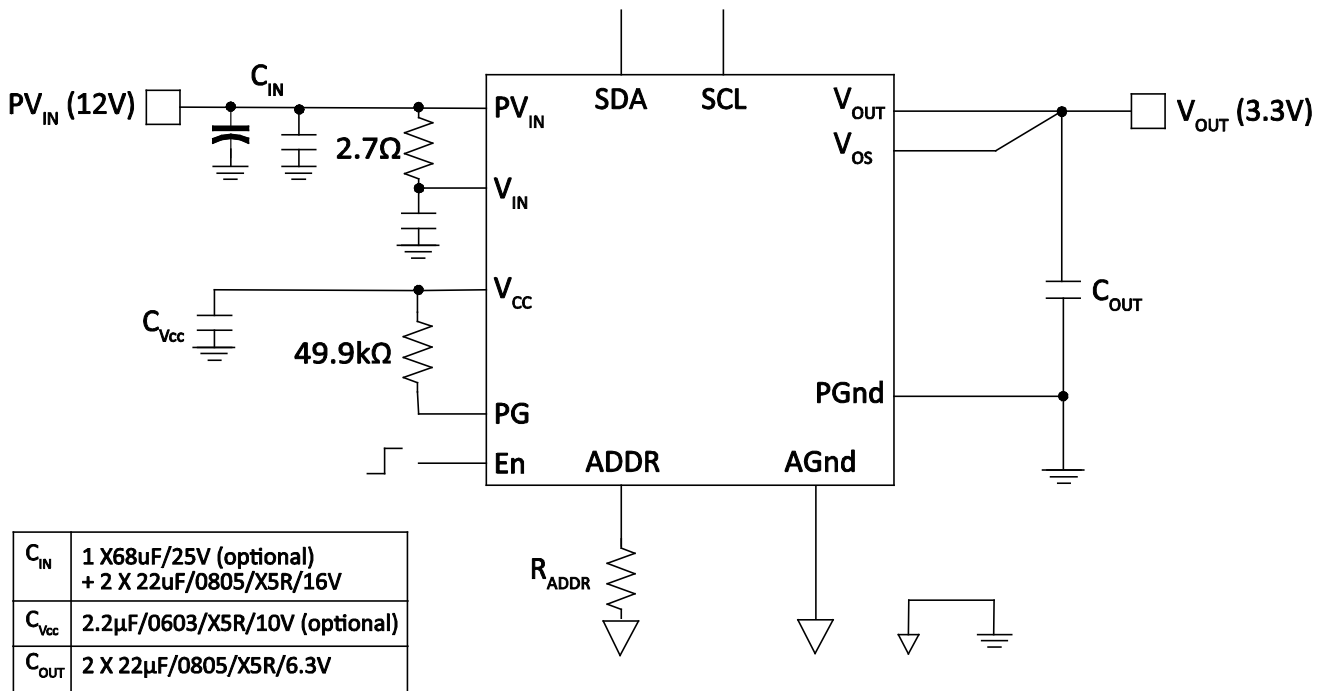 SDA
SCL
C_IN
PV_IN (12V)
PV_IN
V_OUT
V_OUT (3.3V)
2.7Ω
V_OS
V_IN
V_CC
C_OUT
C_Vcc
49.9kΩ
PGnd
PG
En
ADDR
AGnd
R_ADDR
C_IN 1 X68uF/25V (optional)
+ 2 X 22uF/0805/X5R/16V
C_Vcc 2.2µF/0603/X5R/10V (optional)
C_OUT 2 X 22µF/0805/X5R/6.3V